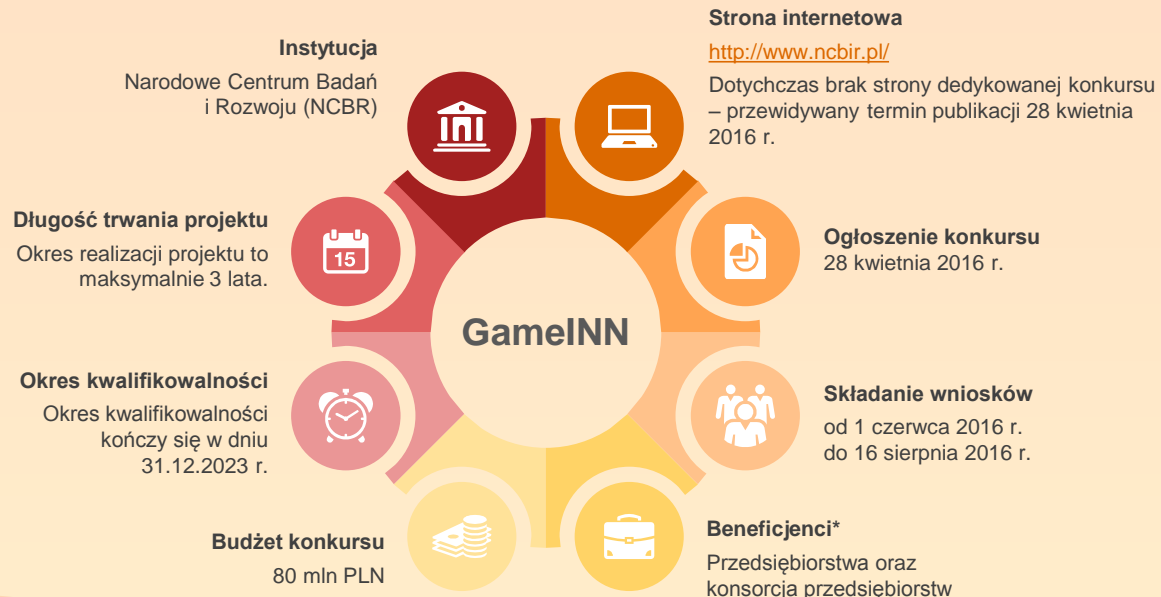 Instytucja
Narodowe Centrum Badań
i Rozwoju (NCBR)
Strona internetowa
http://www.ncbir.pl/
Dotychczas brak strony dedykowanej konkursu
– przewidywany termin publikacji 28 kwietnia
2016 r.
Długość trwania projektu
Okres realizacji projektu to
maksymalnie 3 lata.
15
Ogłoszenie konkursu
28 kwietnia 2016 r.
GameINN
Okres kwalifikowalności
Okres kwalifikowalności
kończy się w dniu
31.12.2023 r.
Składanie wniosków
od 1 czerwca 2016 r.
do 16 sierpnia 2016 r.
Budżet konkursu
80 mln PLN
Beneficjenci*
Przedsiębiorstwa oraz
konsorcja przedsiębiorstw